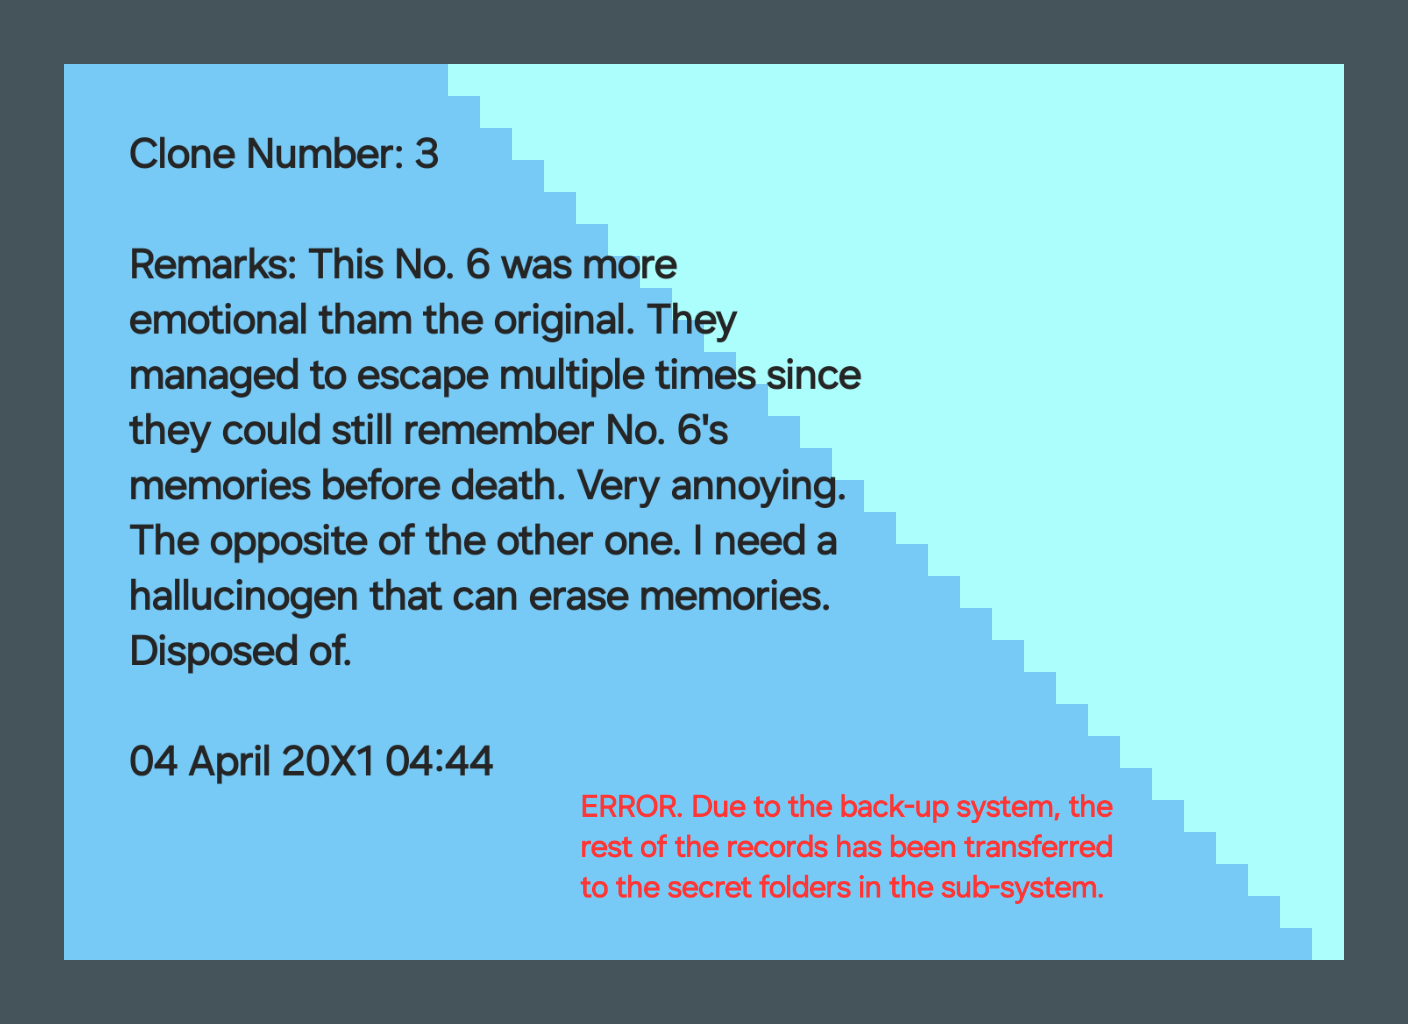 Clone Number: 3
Remarks: This No. 6 was more
emotional tham the original. They
managed to escape multiple times since
they could still remember No. 6's
memories before death. Very annoying.
The opposite of the other one. I need a
hallucinogen that can erase memories.
Disposed of.
04 April 20X1 04:44
ERROR. Due to the back-up system, the
rest of the records has been transferred
to the secret folders in the sub-system.